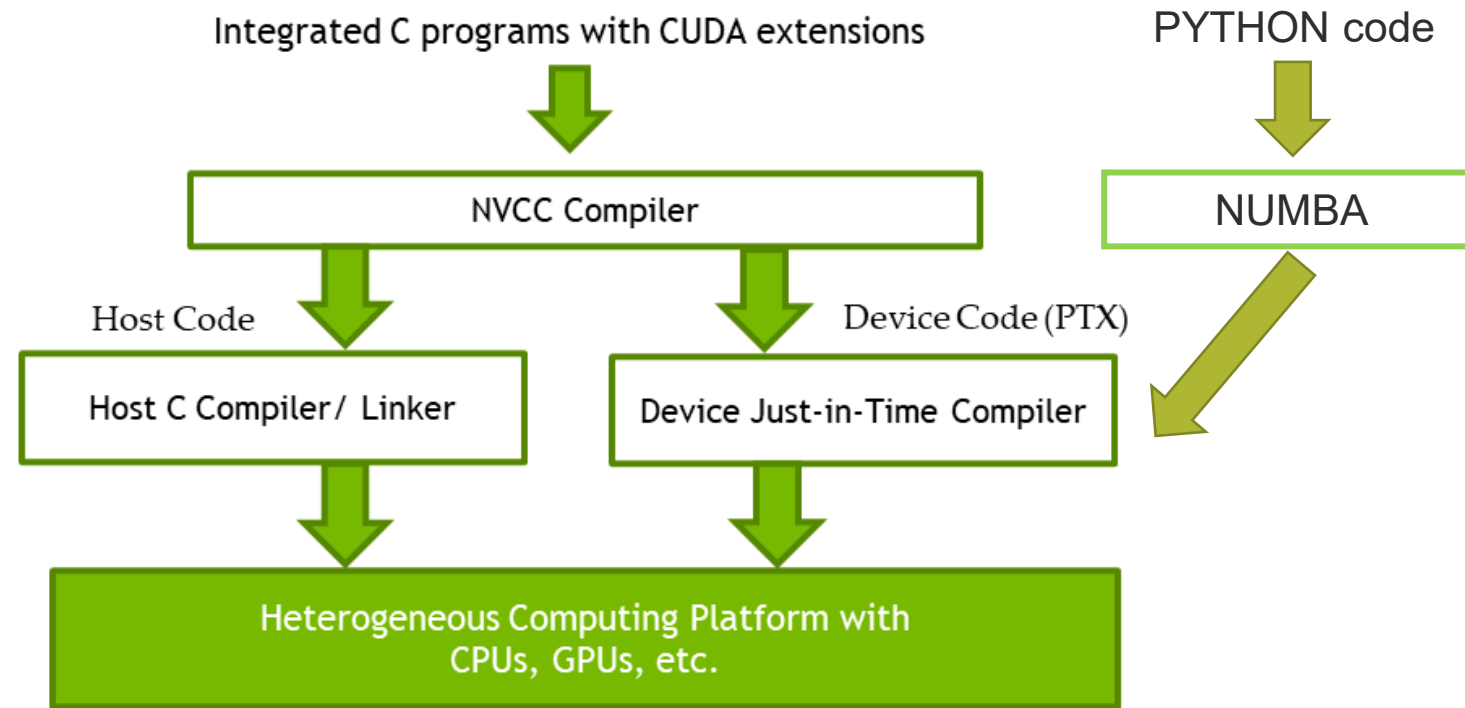 Integrated C programs with CUDA extensions
PYTHON code
NVCC Compiler
NUMBA
Host Code
Device Code (PTX)
Host C Compiler/ Linker
Device Just-in-Time Compiler
Heterogeneous Computing Platform with
CPUs, GPUs, etc.